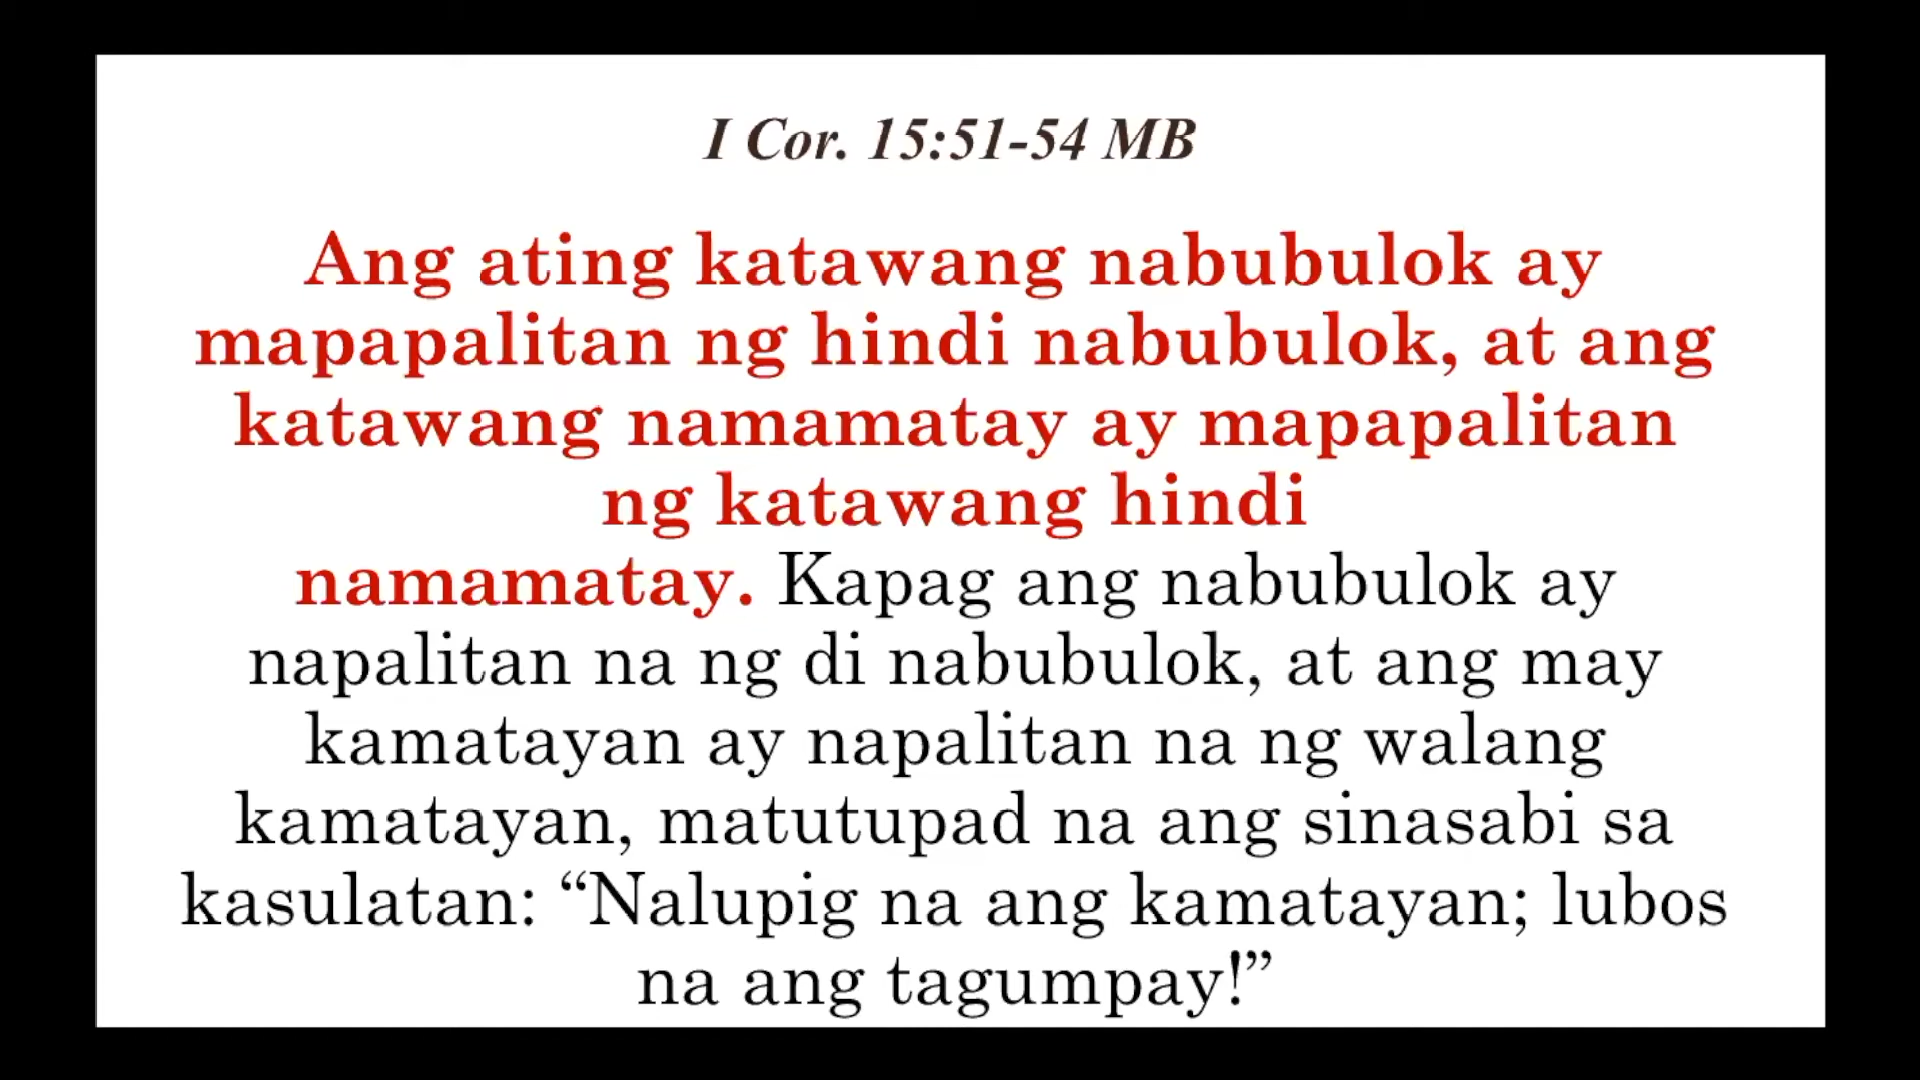 I Cor. 15:51-54 MB
Ang ating katawang nabubulok ay
mapapalitan ng hindi nabubulok, at ang
katawang namamatay ay mapapalitan
ng katawang hindi
namamatay. Kapag ang nabubulok ay
napalitan na ng di nabubulok, at ang may
kamatayan ay napalitan na ng walang
kamatayan, matutupad na ang sinasabi sa
kasulatan: “Nalupig na ang kamatayan; lubos
na ang tagumpay!”